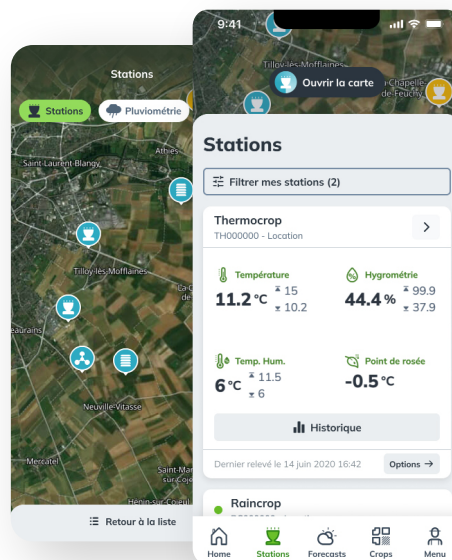 Stations
Stations
Pluviométrie
Athies
Saint-Laurent-Blangy
Tilloy-lès-Mofflaines
Neuville-Vitasse
Mercatel
Retour à la liste
9:41
Tilloy-lès-Mofflaines
Ouvrir la carte
de-Feuchy
Stations
Filtrer mes stations (2)
Thermocrop
TH000000 - Location
Température
11.2 °C
15
10.2
Hygrométrie
44.4 %
99.9
37.9
Temp. Hum.
6 °C
11.5
6
Point de rosée
-0.5 °C
Historique
Dernier relevé le 14 juin 2020 16:42
Options →
Raincrop
Home
Stations
Forecasts
Crops
Menu